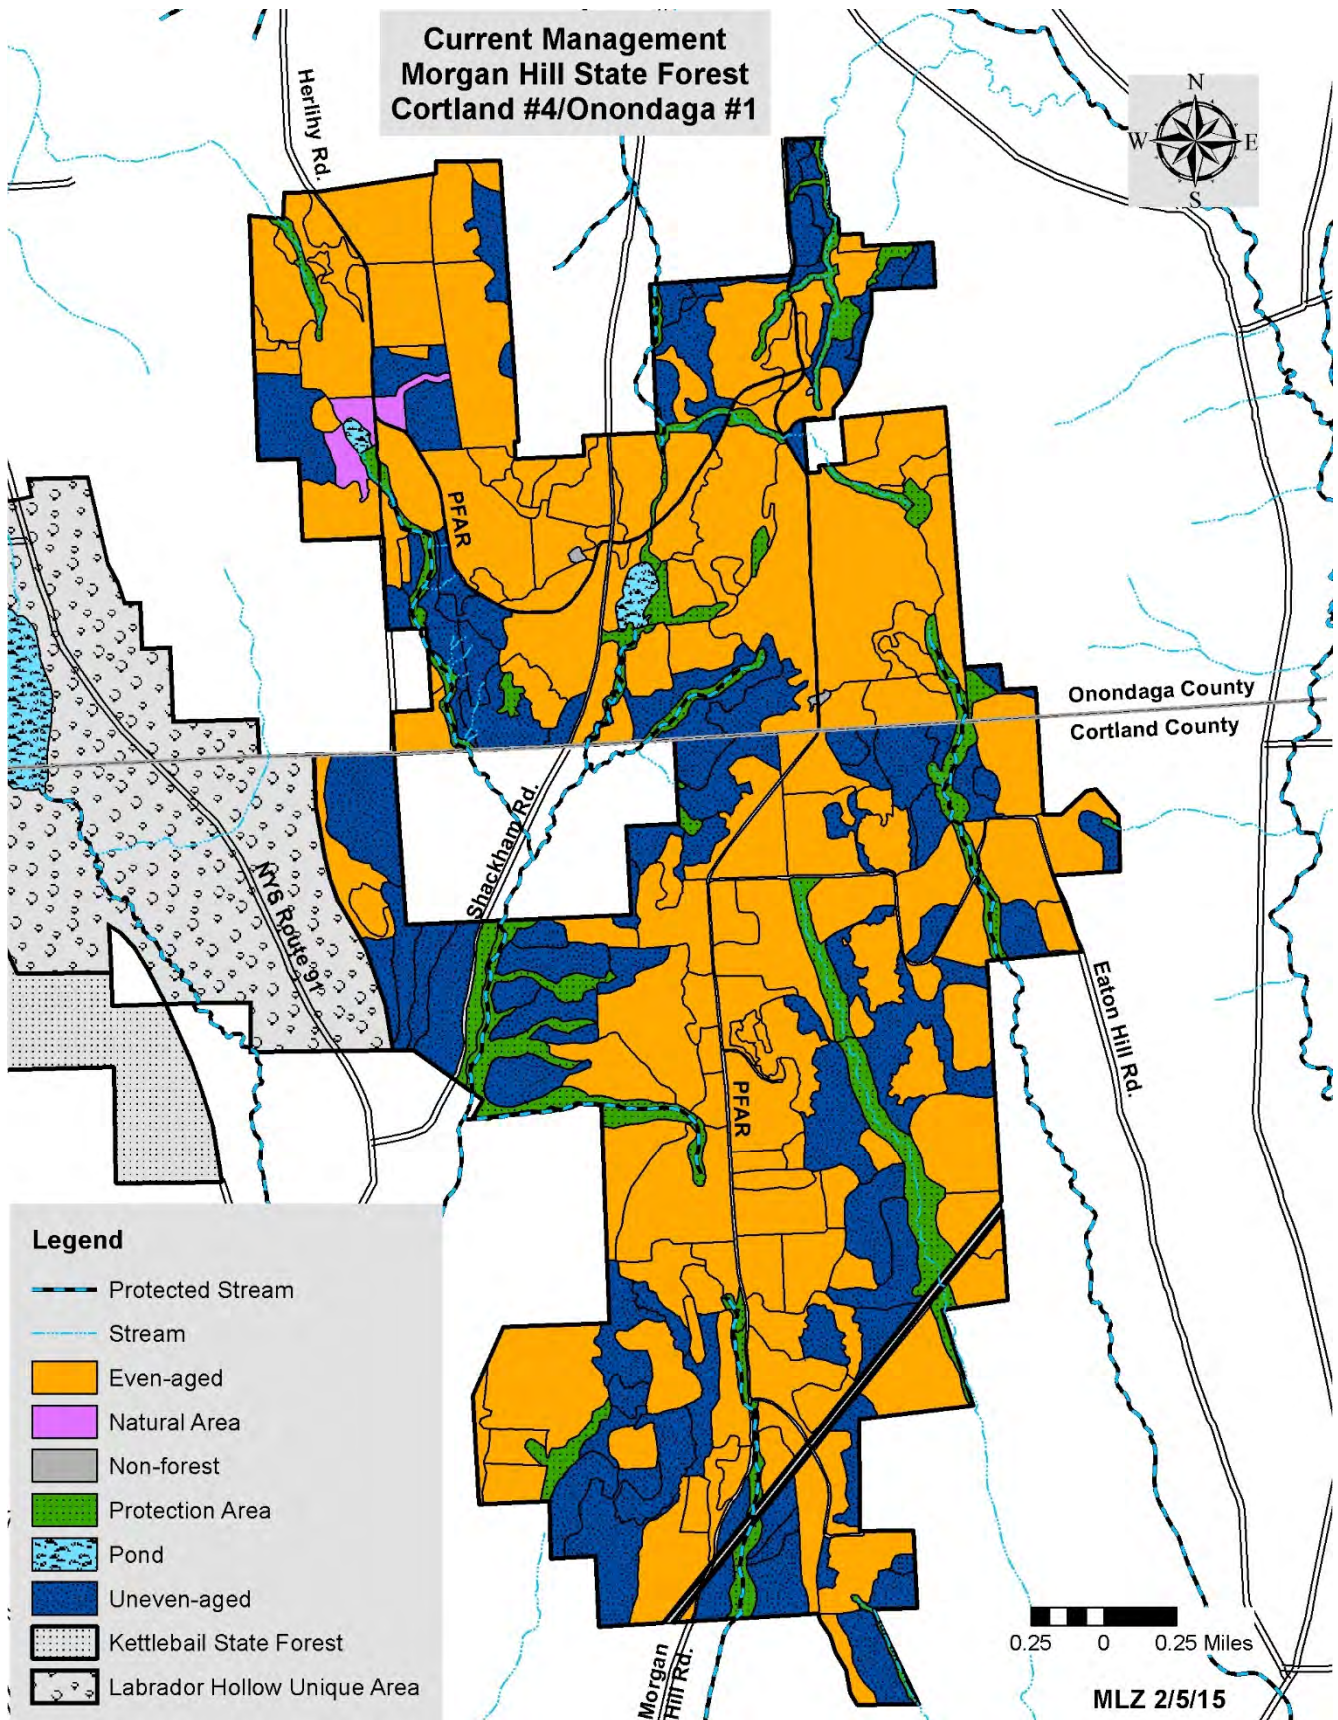 Current Management
Morgan Hill State Forest
Cortland #4/Onondaga #1
N
W
E
S
Herlihy Rd.
PFAR
Onondaga County
Cortland County
Shackham Rd.
NYS Route 91
Eaton Hill Rd.
PFAR
Legend
Protected Stream
Stream
Even-aged
Natural Area
Non-forest
Protection Area
Pond
Uneven-aged
Kettlebail State Forest
Labrador Hollow Unique Area
Morgan
Hill Rd.
0.25 0 0.25 Miles
MLZ 2/5/15